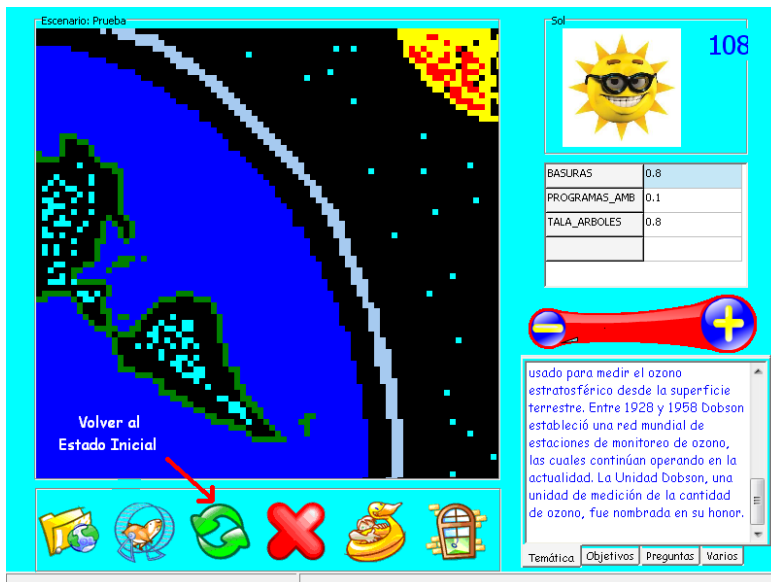 Escenario: Prueba
Sol
108
BASURAS 0.8
PROGRAMAS_AMB 0.1
TALA_ARBOLES 0.8
usado para medir el ozono
estratosférico desde la superficie
terrestre. Entre 1928 y 1958 Dobson
estableció una red mundial de
estaciones de monitoreo de ozono,
las cuales continúan operando en la
actualidad. La Unidad Dobson, una
unidad de medición de la cantidad
de ozono, fue nombrada en su honor.
Volver al
Estado Inicial
Temática Objetivos Preguntas Varios